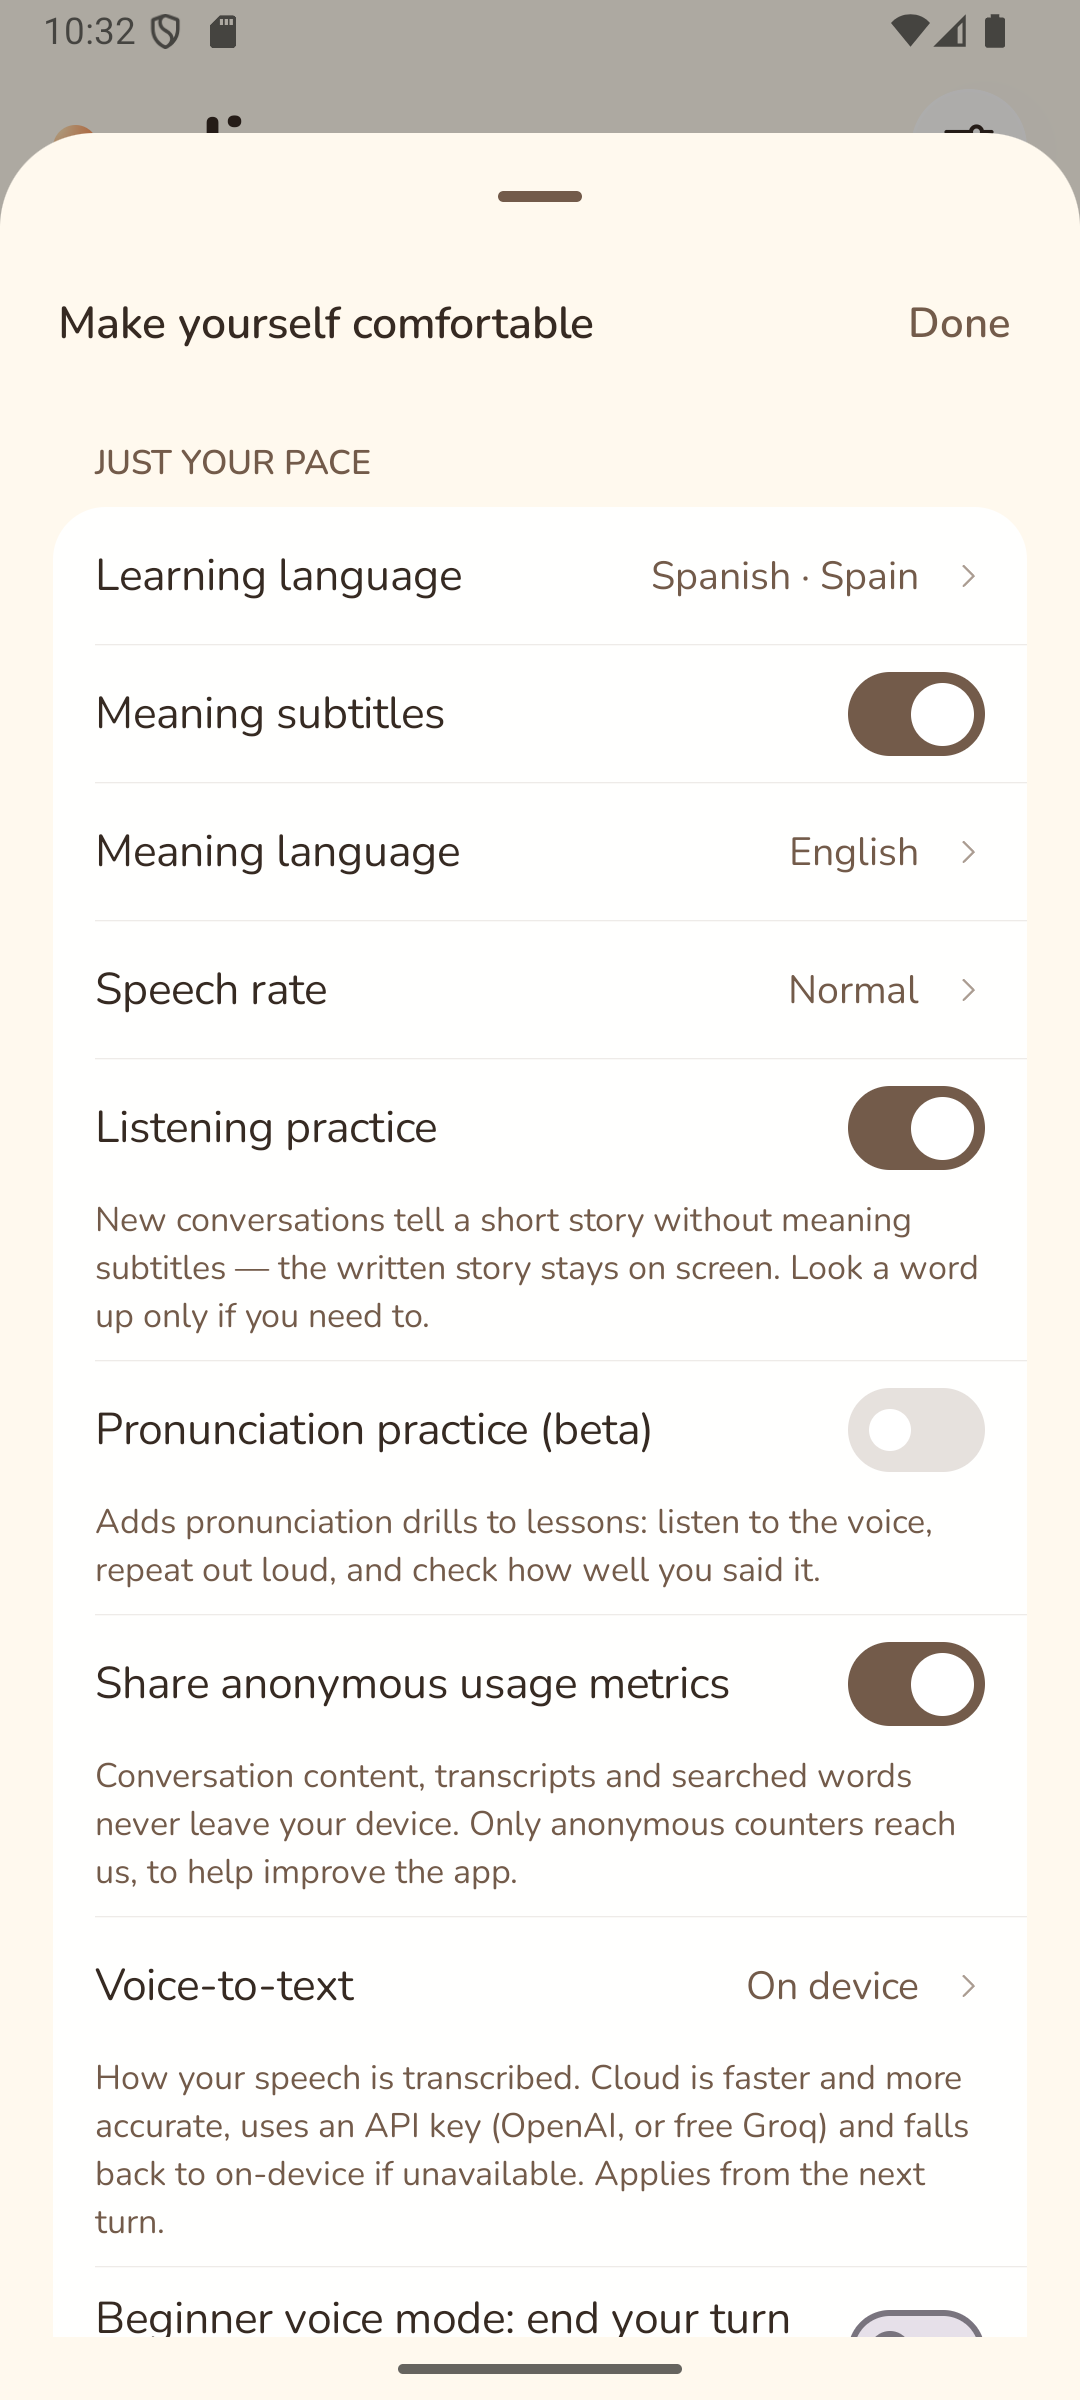 10:32
Make yourself comfortable
Done
JUST YOUR PACE
Learning language
Spanish · Spain
Meaning subtitles
Meaning language
English
Speech rate
Normal
Listening practice
New conversations tell a short story without meaning
subtitles — the written story stays on screen. Look a word
up only if you need to.
Pronunciation practice (beta)
Adds pronunciation drills to lessons: listen to the voice,
repeat out loud, and check how well you said it.
Share anonymous usage metrics
Conversation content, transcripts and searched words
never leave your device. Only anonymous counters reach
us, to help improve the app.
Voice-to-text
On device
How your speech is transcribed. Cloud is faster and more
accurate, uses an API key (OpenAI, or free Groq) and falls
back to on-device if unavailable. Applies from the next
turn.
Beginner voice mode: end your turn